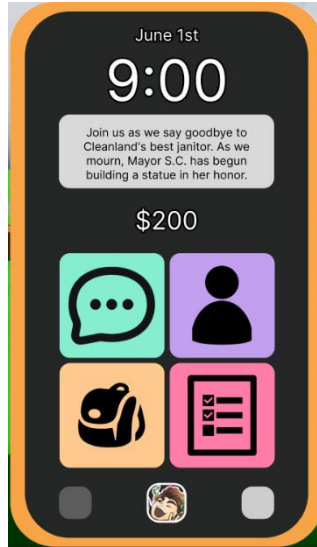 June 1st
9:00
Join us as we say goodbye to
Cleanland's best janitor. As we
mourn, Mayor S.C. has begun
building a statue in her honor.
$200